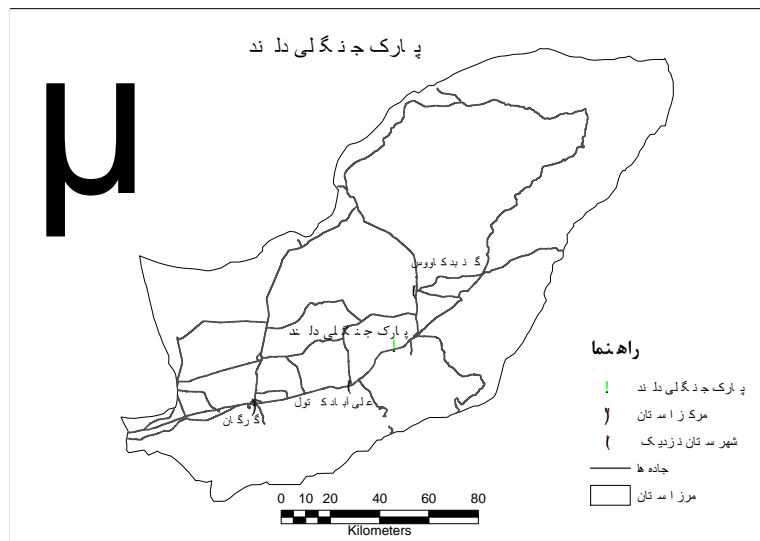 پارک جنگلی دلند
µ
گنبدکاووس
پارک جنگلی دلند
علی آباد کتول
گرگان
راهنما
پارک جنگلی دلند
مرکز استان
شهرستان نزدیک
جاده ها
مرز استان
0 10 20 40 60 80
Kilometers